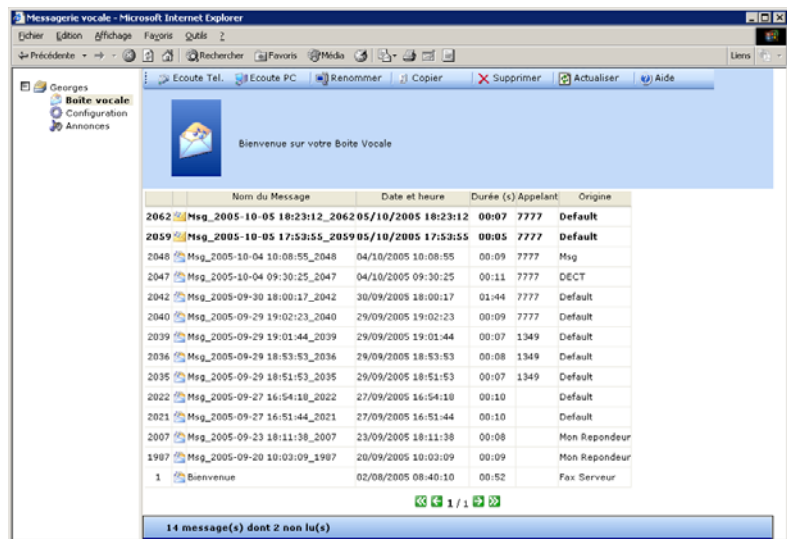 Messagerie vocale - Microsoft Internet Explorer
Fichier Edition Affichage Favoris Outils ?
Précédente Rechercher Favoris Média Liens
Ecoute Tel. Ecoute PC Renommer Copier Supprimer Actualiser Aide
Georges
Boîte vocale
Configuration
Annonces
Bienvenue sur votre Boite Vocale
Nom du Message Date et heure Durée (s) Appelant Origine
2062 Msg_2005-10-05 18:23:12_2062 05/10/2005 18:23:12 00:07 7777 Default
2059 Msg_2005-10-05 17:53:55_2059 05/10/2005 17:53:55 00:05 7777 Default
2048 Msg_2005-10-04 10:08:55_2048 04/10/2005 10:08:55 00:09 7777 Msg
2047 Msg_2005-10-04 09:30:25_2047 04/10/2005 09:30:25 00:11 7777 DECT
2042 Msg_2005-09-30 18:00:17_2042 30/09/2005 18:00:17 01:44 7777 Default
2040 Msg_2005-09-29 19:02:23_2040 29/09/2005 19:02:23 00:09 7777 Default
2039 Msg_2005-09-29 19:01:44_2039 29/09/2005 19:01:44 00:07 1349 Default
2036 Msg_2005-09-29 18:53:53_2036 29/09/2005 18:53:53 00:08 1349 Default
2035 Msg_2005-09-29 18:51:53_2035 29/09/2005 18:51:53 00:07 1349 Default
2022 Msg_2005-09-27 16:54:18_2022 27/09/2005 16:54:18 00:10 Default
2021 Msg_2005-09-27 16:51:44_2021 27/09/2005 16:51:44 00:10 Default
2007 Msg_2005-09-23 18:11:38_2007 23/09/2005 18:11:38 00:08 Mon Repondeur
1987 Msg_2005-09-20 10:03:09_1987 20/09/2005 10:03:09 00:09 Mon Repondeur
1 Bienvenue 02/08/2005 08:40:10 00:52 Fax Serveur
1 / 1
14 message(s) dont 2 non lu(s)